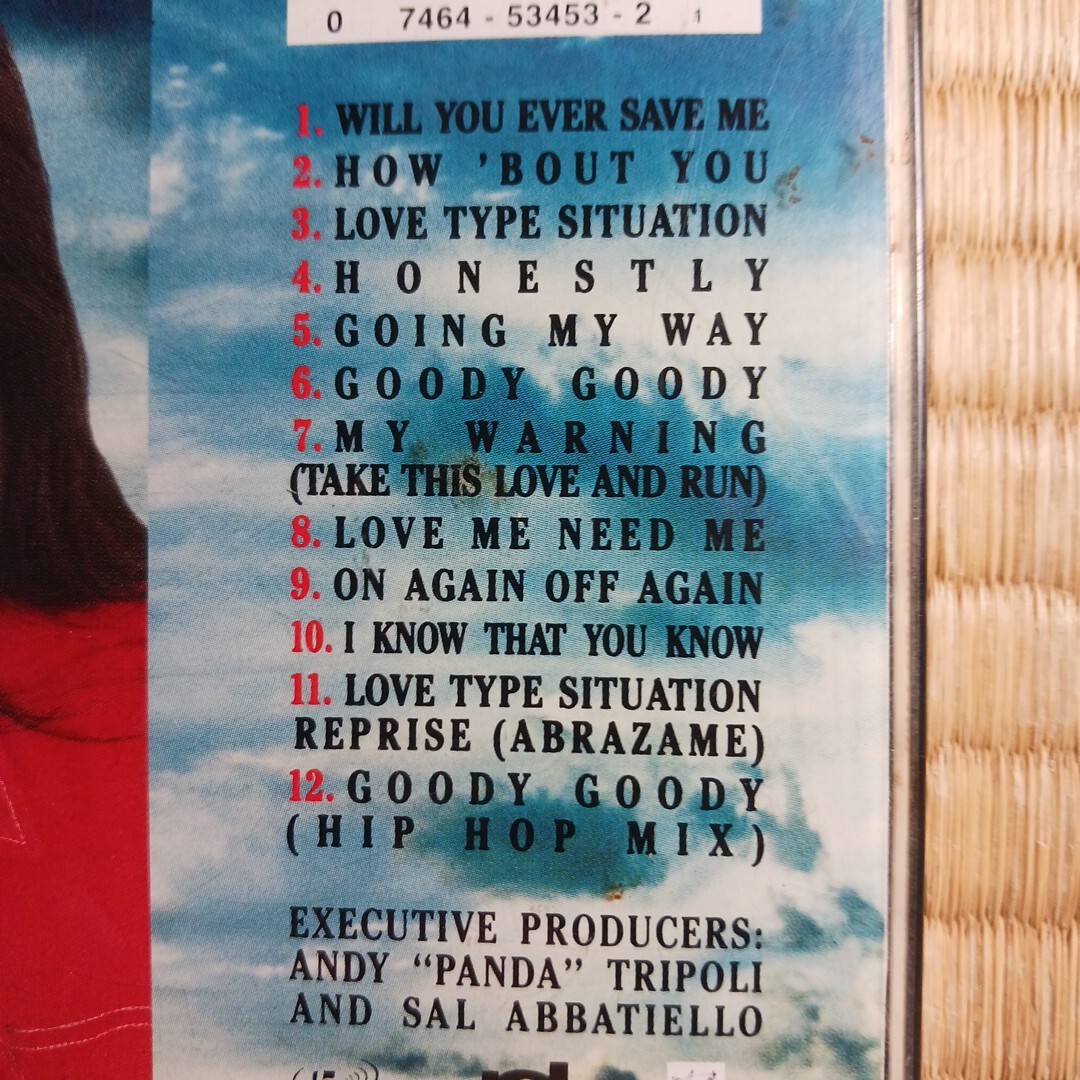 0 7464 - 53453 - 2 1
1. WILL YOU EVER SAVE ME
2. HOW 'BOUT YOU
3. LOVE TYPE SITUATION
4. HONESTLY
5. GOING MY WAY
6. GOODY GOODY
7. MY WARNING
(TAKE THIS LOVE AND RUN)
8. LOVE ME NEED ME
9. ON AGAIN OFF AGAIN
10. I KNOW THAT YOU KNOW
11. LOVE TYPE SITUATION
REPRISE (ABRAZAME)
12. GOODY GOODY
(HIP HOP MIX)
EXECUTIVE PRODUCERS:
ANDY “PANDA” TRIPOLI
AND SAL ABBATIELLO